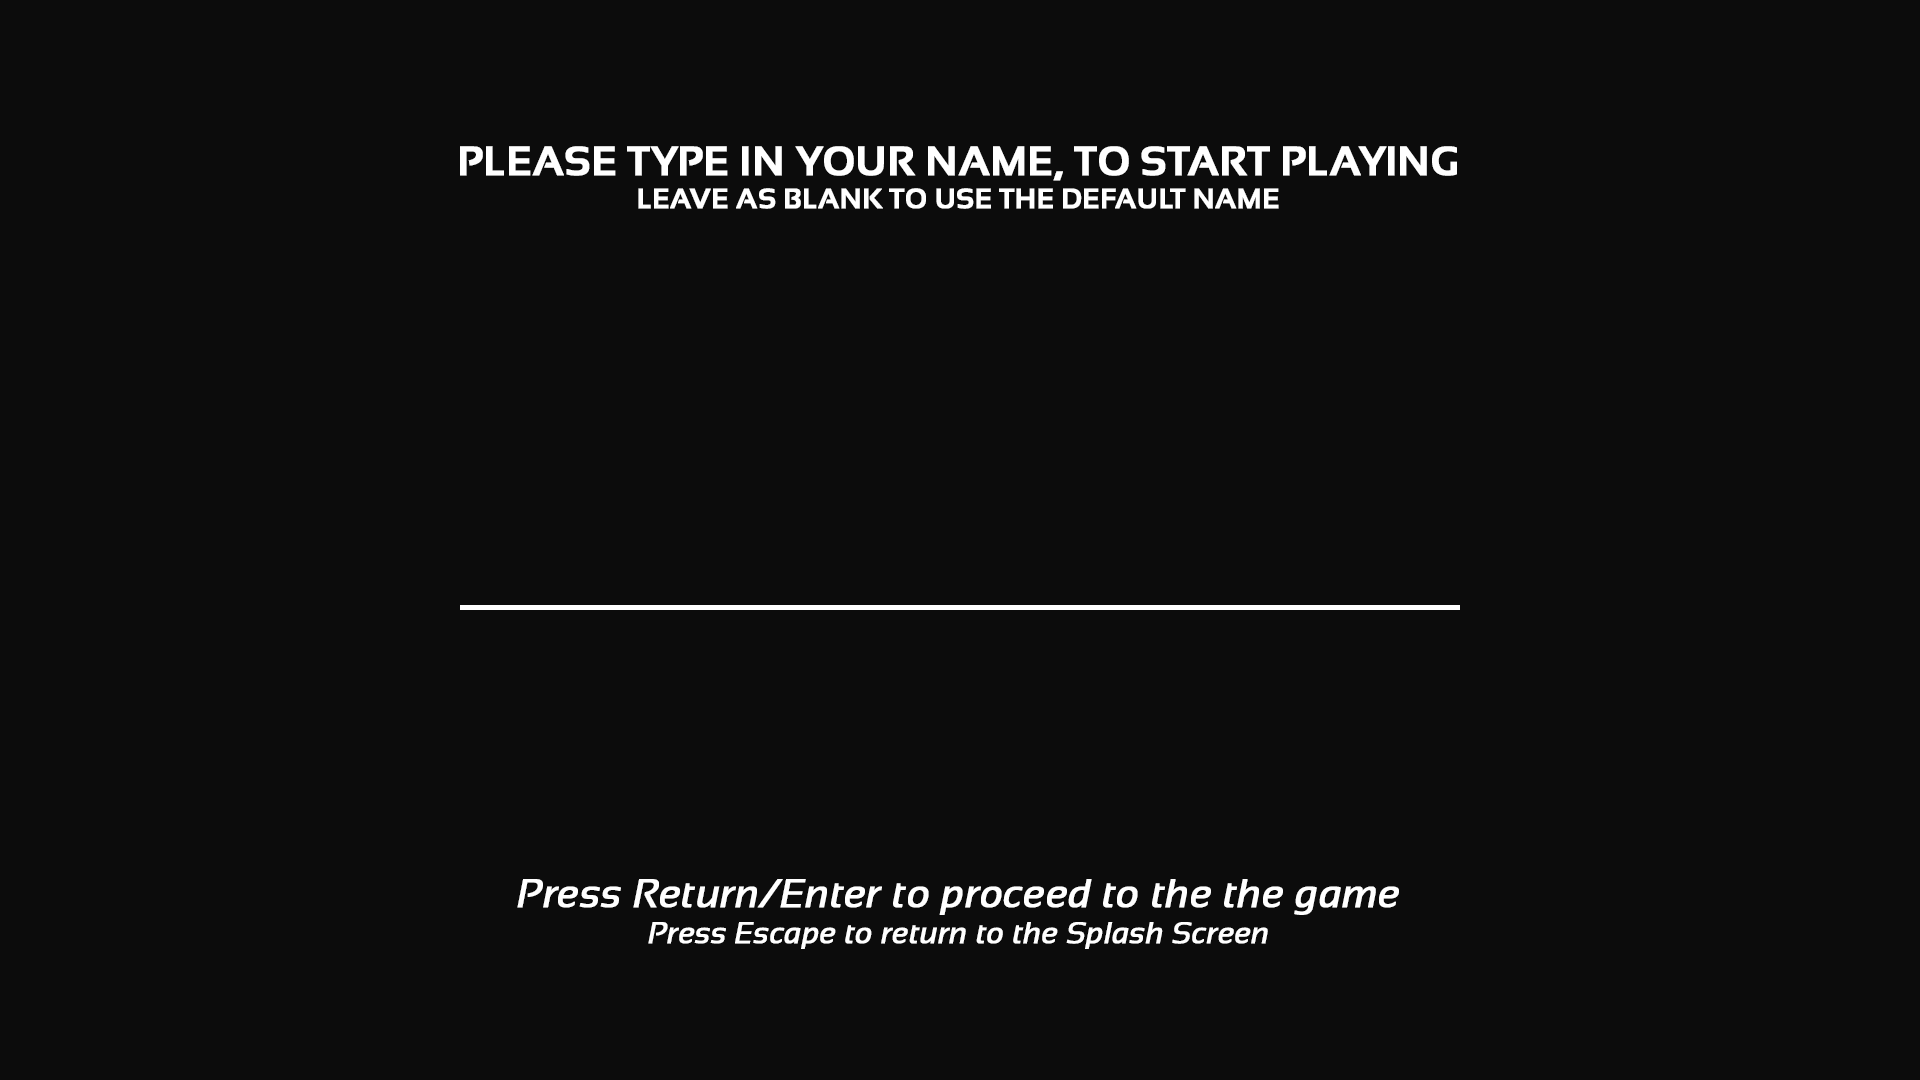 PLEASE TYPE IN YOUR NAME, TO START PLAYING
LEAVE AS BLANK TO USE THE DEFAULT NAME
Press Return/Enter to proceed to the the game
Press Escape to return to the Splash Screen